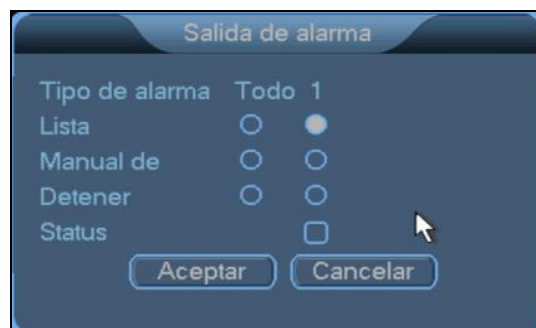 Salida de alarma
Tipo de alarma Todo 1
Lista
Manual de
Detener
Status
Aceptar Cancelar